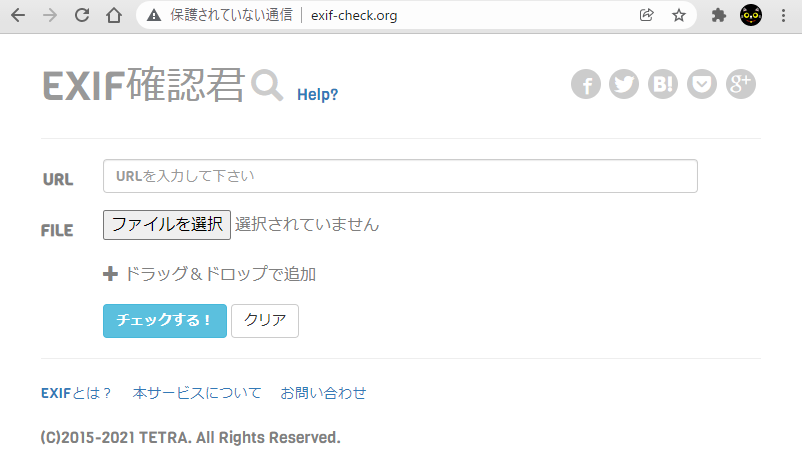 保護されていない通信 | exif-check.org
EXIF確認君 Help?
f B! g+
URL URLを入力して下さい
FILE ファイルを選択 選択されていません
+ ドラッグ＆ドロップで追加
チェックする！ クリア
EXIFとは？ 本サービスについて お問い合わせ
(C)2015-2021 TETRA. All Rights Reserved.